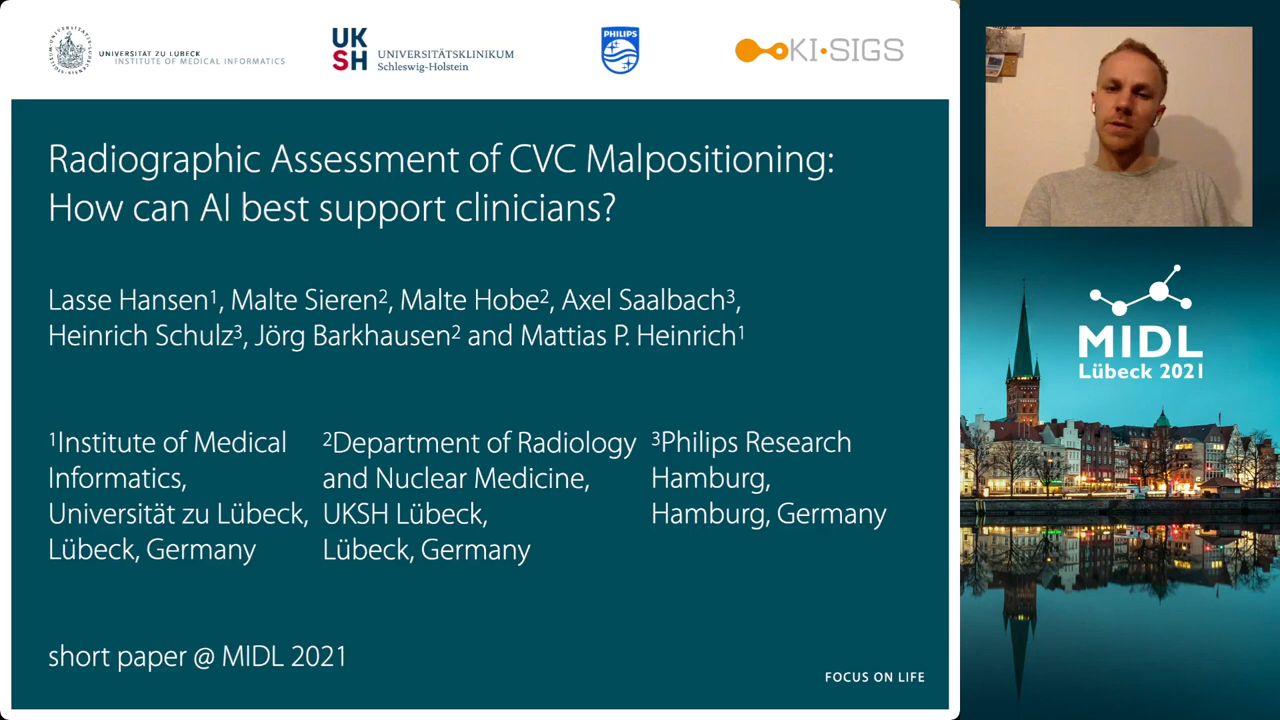 UNIVERSITÄT ZU LÜBECK
INSTITUTE OF MEDICAL INFORMATICS
UK
SH
UNIVERSITÄTSKLINIKUM
Schleswig-Holstein
PHILIPS
KI·SIGS
Radiographic Assessment of CVC Malpositioning:
How can AI best support clinicians?
Lasse Hansen¹, Malte Sieren², Malte Hobe², Axel Saalbach³,
Heinrich Schulz³, Jörg Barkhausen² and Mattias P. Heinrich¹
¹Institute of Medical
Informatics,
Universität zu Lübeck,
Lübeck, Germany
²Department of Radiology
and Nuclear Medicine,
UKSH Lübeck,
Lübeck, Germany
³Philips Research
Hamburg,
Hamburg, Germany
short paper @ MIDL 2021
FOCUS ON LIFE
MIDL
Lübeck 2021